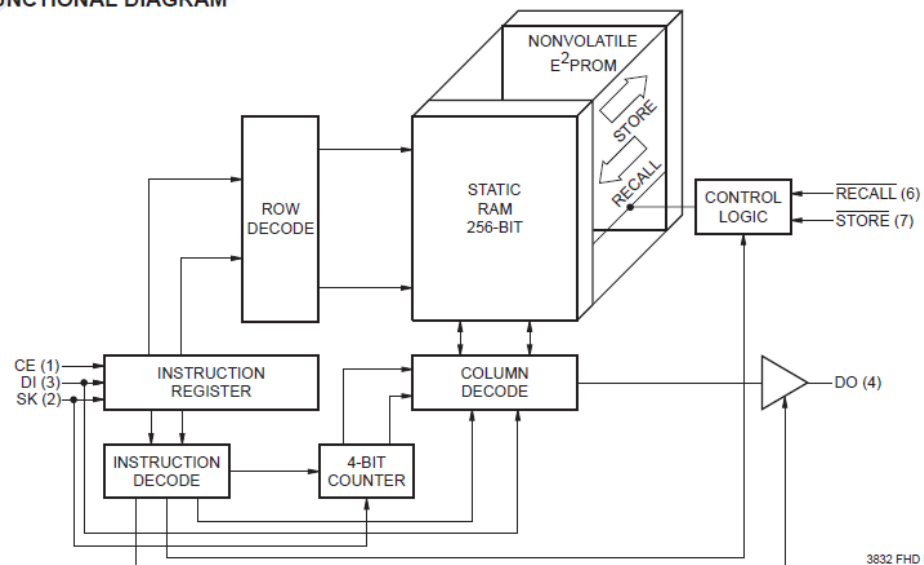 FUNCTIONAL DIAGRAM
NONVOLATILE
E2PROM
STORE
RECALL
STATIC
RAM
256-BIT
ROW
DECODE
CONTROL
LOGIC
RECALL (6)
STORE (7)
CE (1)
DI (3)
SK (2)
INSTRUCTION
REGISTER
COLUMN
DECODE
DO (4)
INSTRUCTION
DECODE
4-BIT
COUNTER
3832 FHD